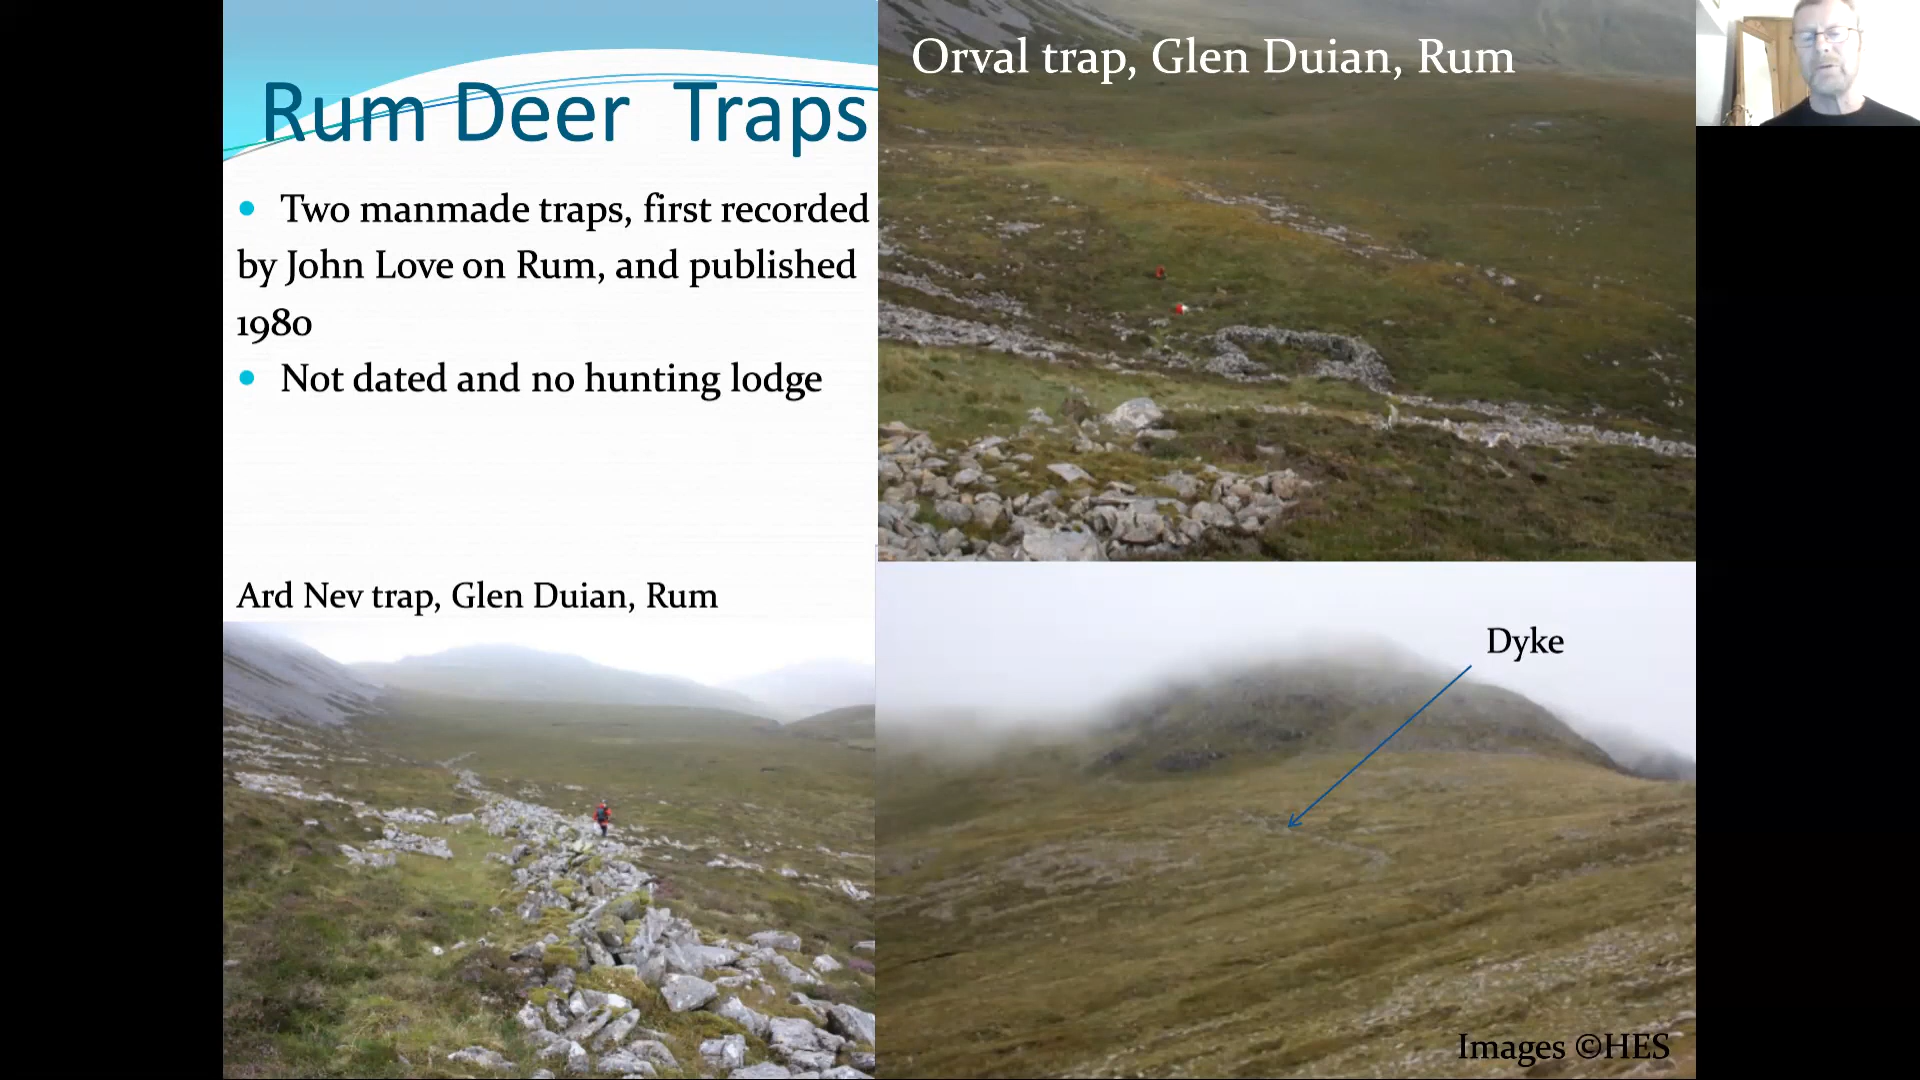 Rum Deer Traps
• Two manmade traps, first recorded
by John Love on Rum, and published
1980
• Not dated and no hunting lodge
Ard Nev trap, Glen Duian, Rum
Orval trap, Glen Duian, Rum
Dyke
Images ©HES